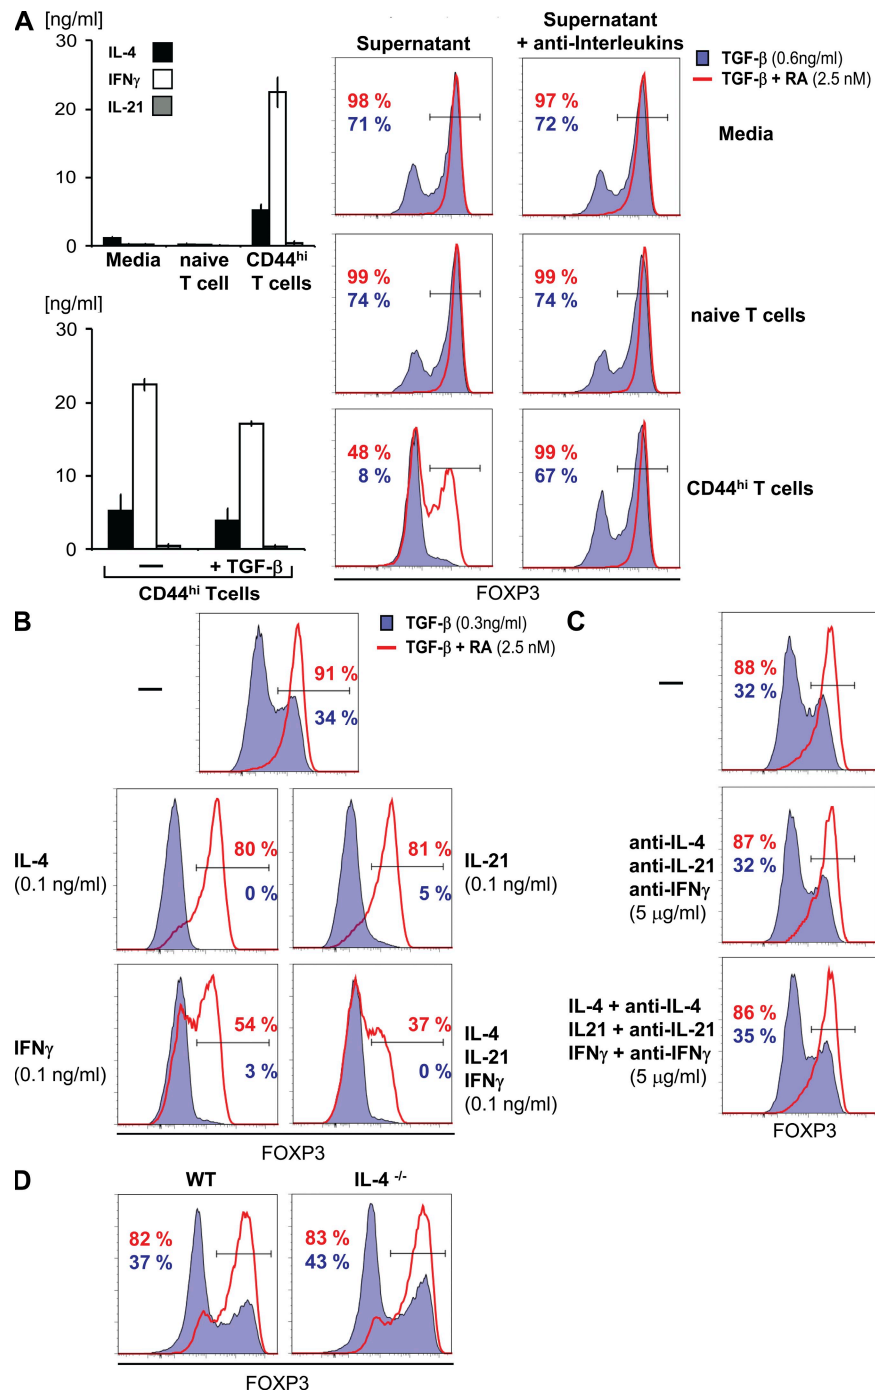 A
[ng/ml]
30
20
10
0
IL-4
IFNγ
IL-21
Media
naive
T cell
CD44hi
T cells
[ng/ml]
30
20
10
0
—
+ TGF-β
CD44hi Tcells
Supernatant
Supernatant
+ anti-Interleukins
TGF-β (0.6ng/ml)
TGF-β + RA (2.5 nM)
98 %
71 %
97 %
72 %
Media
99 %
74 %
99 %
74 %
naive T cells
48 %
8 %
99 %
67 %
CD44hi T cells
FOXP3
B
TGF-β (0.3ng/ml)
TGF-β + RA (2.5 nM)
—
91 %
34 %
IL-4
(0.1 ng/ml)
80 %
0 %
81 %
5 %
IL-21
(0.1 ng/ml)
IFNγ
(0.1 ng/ml)
54 %
3 %
37 %
0 %
IL-4
IL-21
IFNγ
(0.1 ng/ml)
FOXP3
C
—
88 %
32 %
anti-IL-4
anti-IL-21
anti-IFNγ
(5 μg/ml)
87 %
32 %
IL-4 + anti-IL-4
IL21 + anti-IL-21
IFNγ + anti-IFNγ
(5 μg/ml)
86 %
35 %
FOXP3
D
WT
IL-4 -/-
82 %
37 %
83 %
43 %
FOXP3